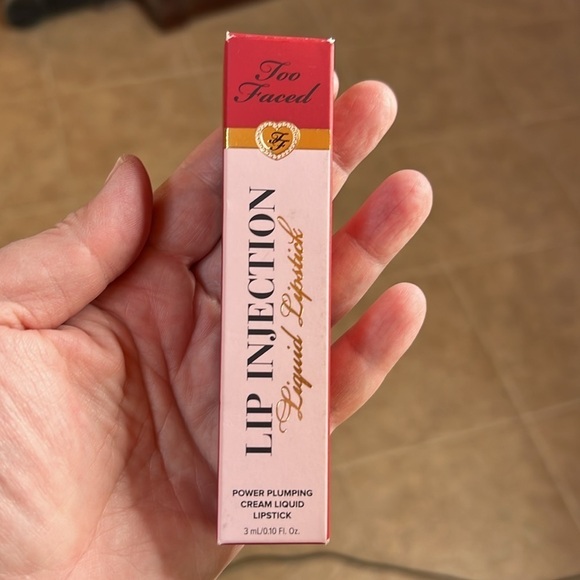 Too
Faced
TF
LIP INJECTION
Liquid Lipstick
POWER PLUMPING
CREAM LIQUID
LIPSTICK
3 mL/0.10 Fl. Oz.